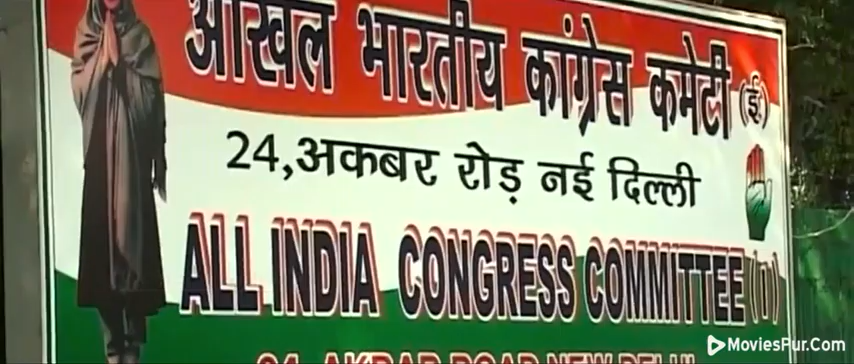 अखिल भारतीय कांग्रेस कमेटी (ई)
24,अकबर रोड़ नई दिल्ली
ALL INDIA CONGRESS COMMITTEE (I)
24, AKBAR ROAD NEW DELHI
MoviesFur.Com